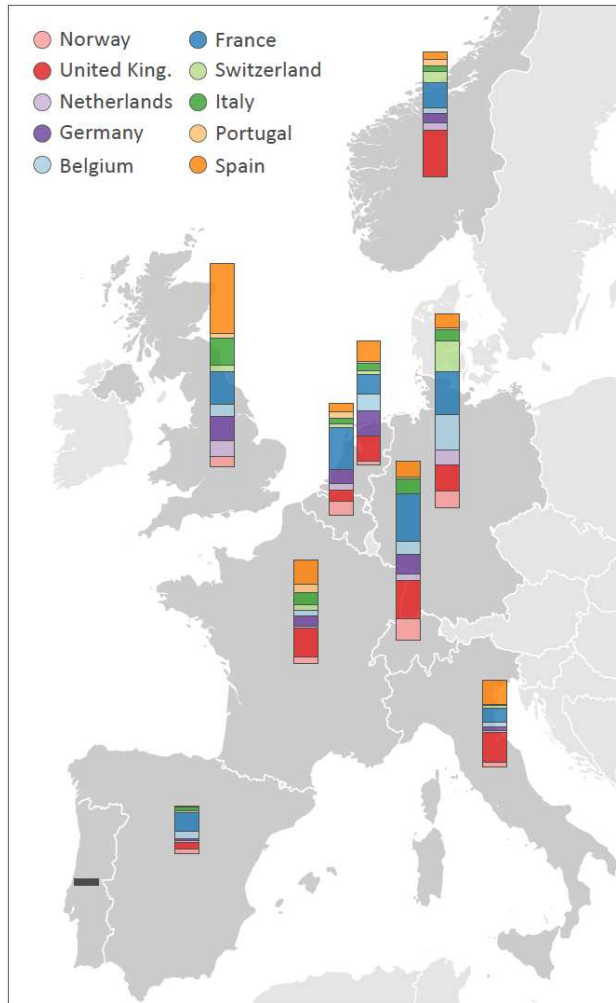 Norway
France
United King.
Switzerland
Netherlands
Italy
Germany
Portugal
Belgium
Spain